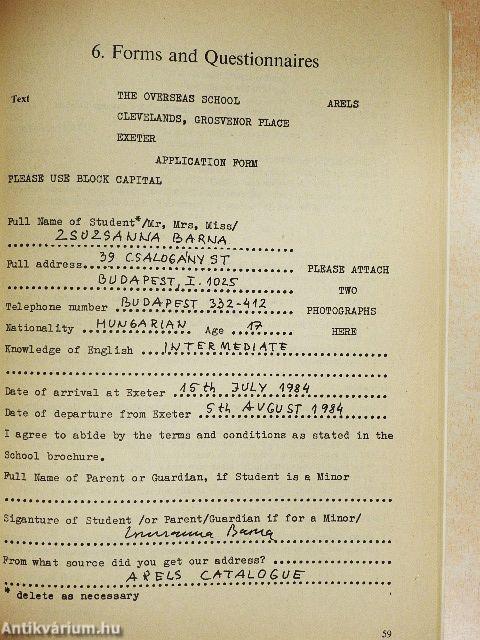 6. Forms and Questionnaires
Text THE OVERSEAS SCHOOL ARELS
CLEVELANDS, GROSVENOR PLACE
EXETER
APPLICATION FORM
PLEASE USE BLOCK CAPITAL
Full Name of Student*/Mr, Mrs, Miss/
ZSUZSANNA BARNA
Full address 39 CSALOGÁNY ST PLEASE ATTACH
BUDAPEST, I. 1025 TWO
Telephone number BUDAPEST 332-412 PHOTOGRAPHS
Nationality HUNGARIAN Age 17 HERE
Knowledge of English INTERMEDIATE
Date of arrival at Exeter 15th JULY 1984
Date of departure from Exeter 5th AUGUST 1984
I agree to abide by the terms and conditions as stated in the
School brochure.
Full Name of Parent or Guardian, if Student is a Minor
Siganture of Student /or Parent/Guardian if for a Minor/
Zsuzsanna Barna
From what source did you get our address?
ARELS CATALOGUE
* delete as necessary
59
Antikvárium.hu